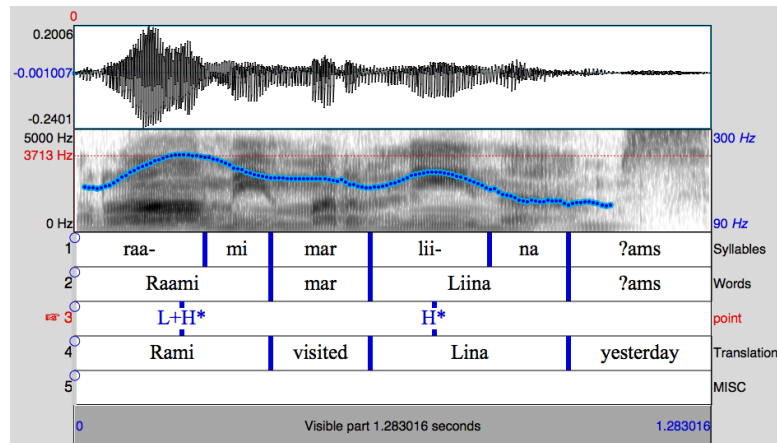 0
0.2006
-0.001007
-0.2401
5000 Hz 300 Hz
3713 Hz
0 Hz 90 Hz
1 raa- mi mar lii- na ?ams Syllables
2 Raami mar Liina ?ams Words
☞ 3 L+H* H* point
4 Rami visited Lina yesterday Translation
5 MISC
0 Visible part 1.283016 seconds 1.283016